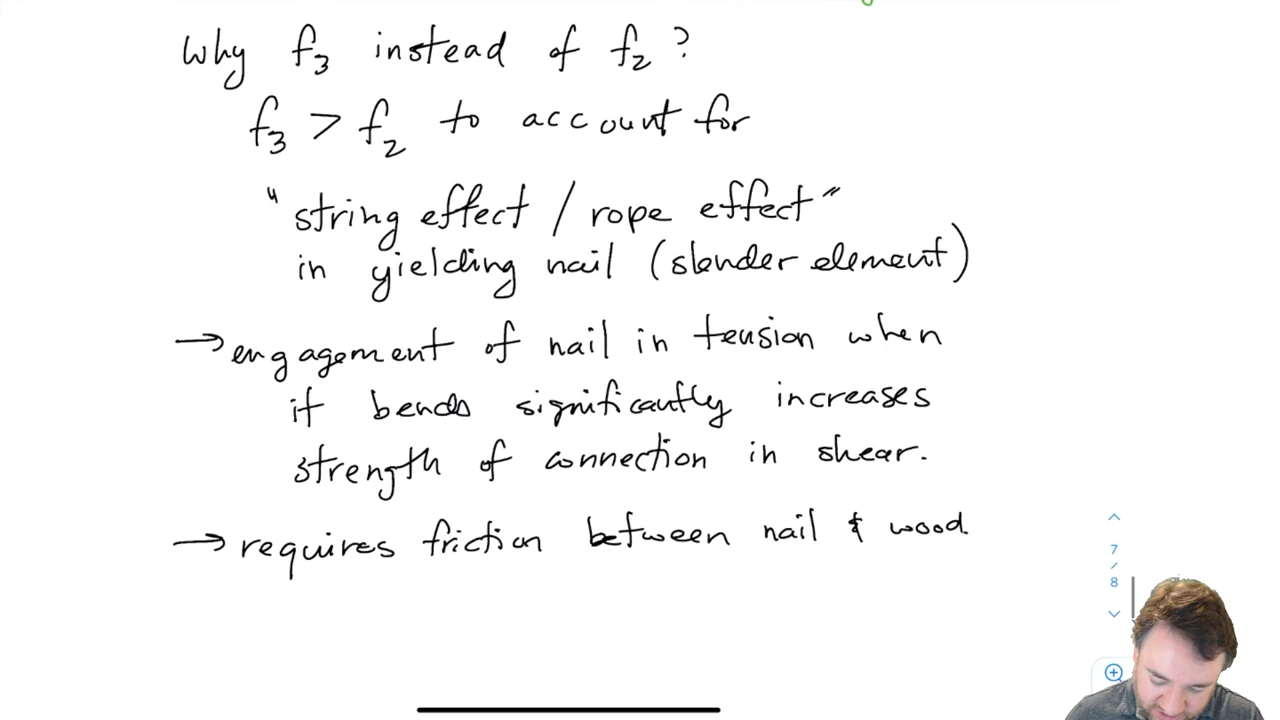 Why f₃ instead of f₂ ?
f₃ > f₂ to account for
"string effect / rope effect"
in yielding nail (slender element)
→ engagement of nail in tension when
it bends significantly increases
strength of connection in shear.
→ requires friction between nail & wood
7
/
8